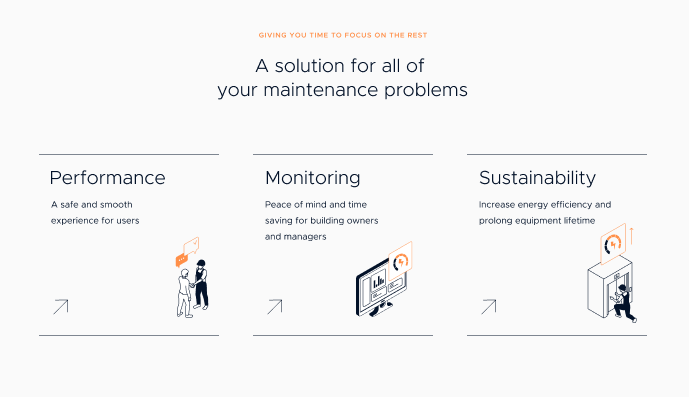 GIVING YOU TIME TO FOCUS ON THE REST
A solution for all of
your maintenance problems
Performance
A safe and smooth
experience for users
Monitoring
Peace of mind and time
saving for building owners
and managers
Sustainability
Increase energy efficiency and
prolong equipment lifetime